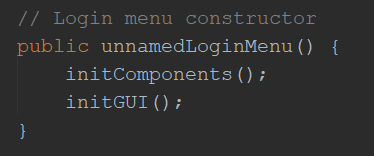 // Login menu constructor
public unnamedLoginMenu() {
    initComponents();
    initGUI();
}